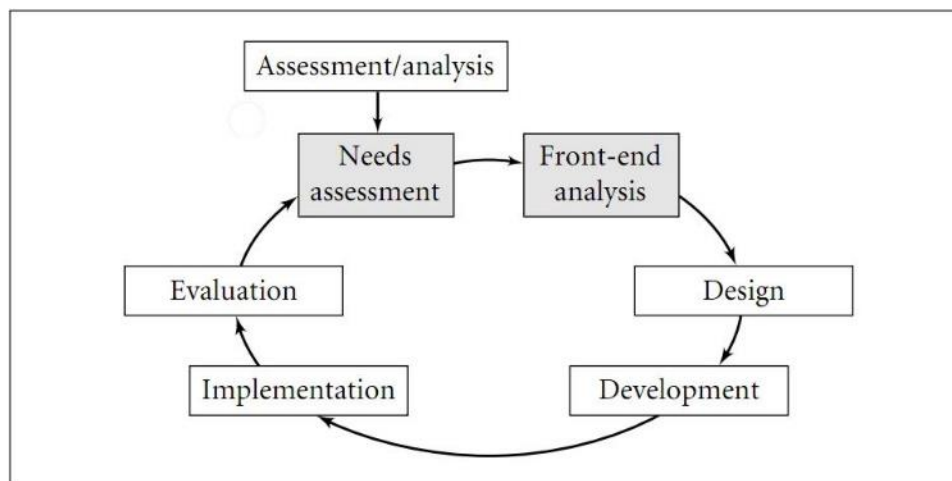 Assessment/analysis
Needs
assessment
Front-end
analysis
Evaluation
Design
Implementation
Development